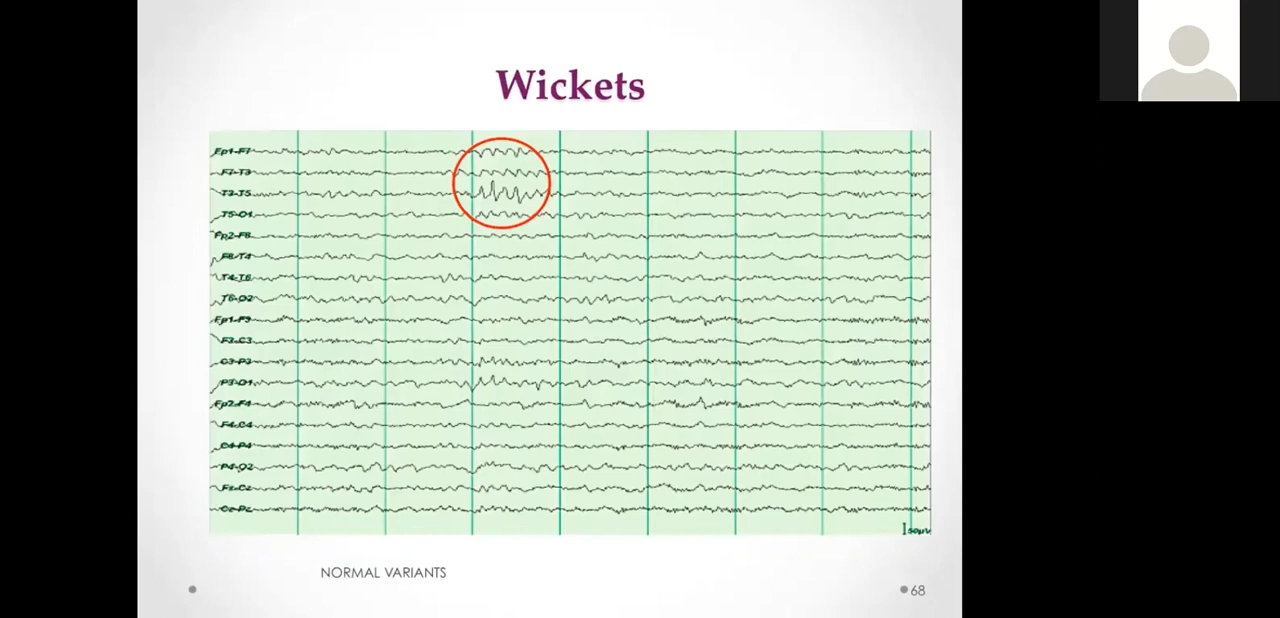 Wickets
Fp1-F7
F7-T3
T3-T5
T5-O1
Fp2-F8
F8-T4
T4-T6
T6-O2
Fp1-F3
F3-C3
C3-P3
P3-O1
Fp2-F4
F4-C4
C4-P4
P4-O2
Fz-Cz
Cz-Pz
50uv
NORMAL VARIANTS
68